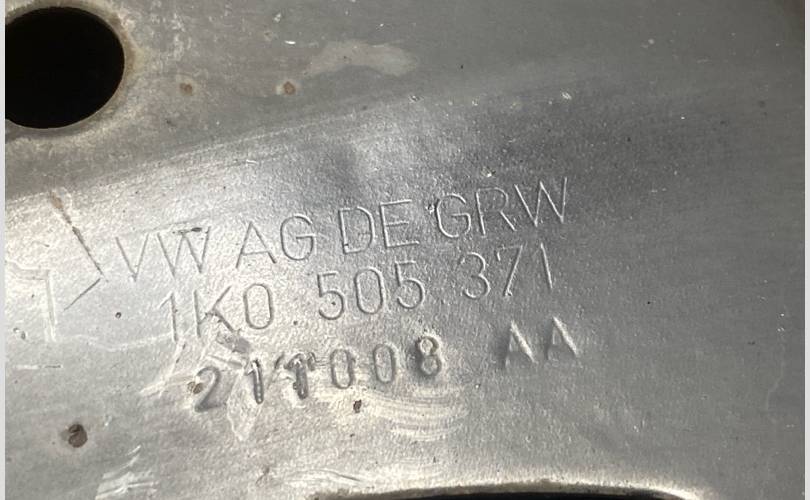 VW AG DE GRW
1K0 505 371
211008 AA